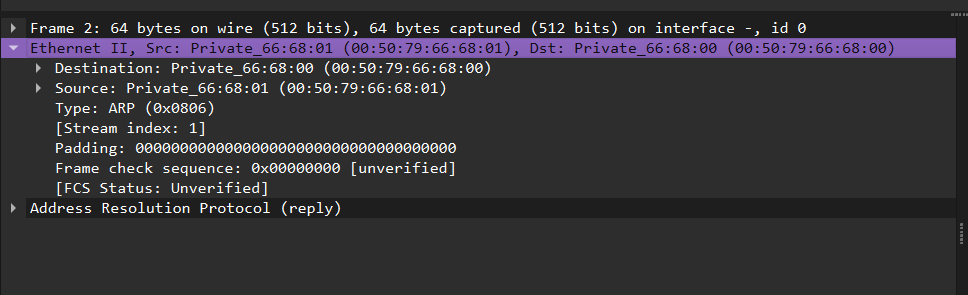 Frame 2: 64 bytes on wire (512 bits), 64 bytes captured (512 bits) on interface -, id 0
Ethernet II, Src: Private_66:68:01 (00:50:79:66:68:01), Dst: Private_66:68:00 (00:50:79:66:68:00)
Destination: Private_66:68:00 (00:50:79:66:68:00)
Source: Private_66:68:01 (00:50:79:66:68:01)
Type: ARP (0x0806)
[Stream index: 1]
Padding: 000000000000000000000000000000000000
Frame check sequence: 0x00000000 [unverified]
[FCS Status: Unverified]
Address Resolution Protocol (reply)